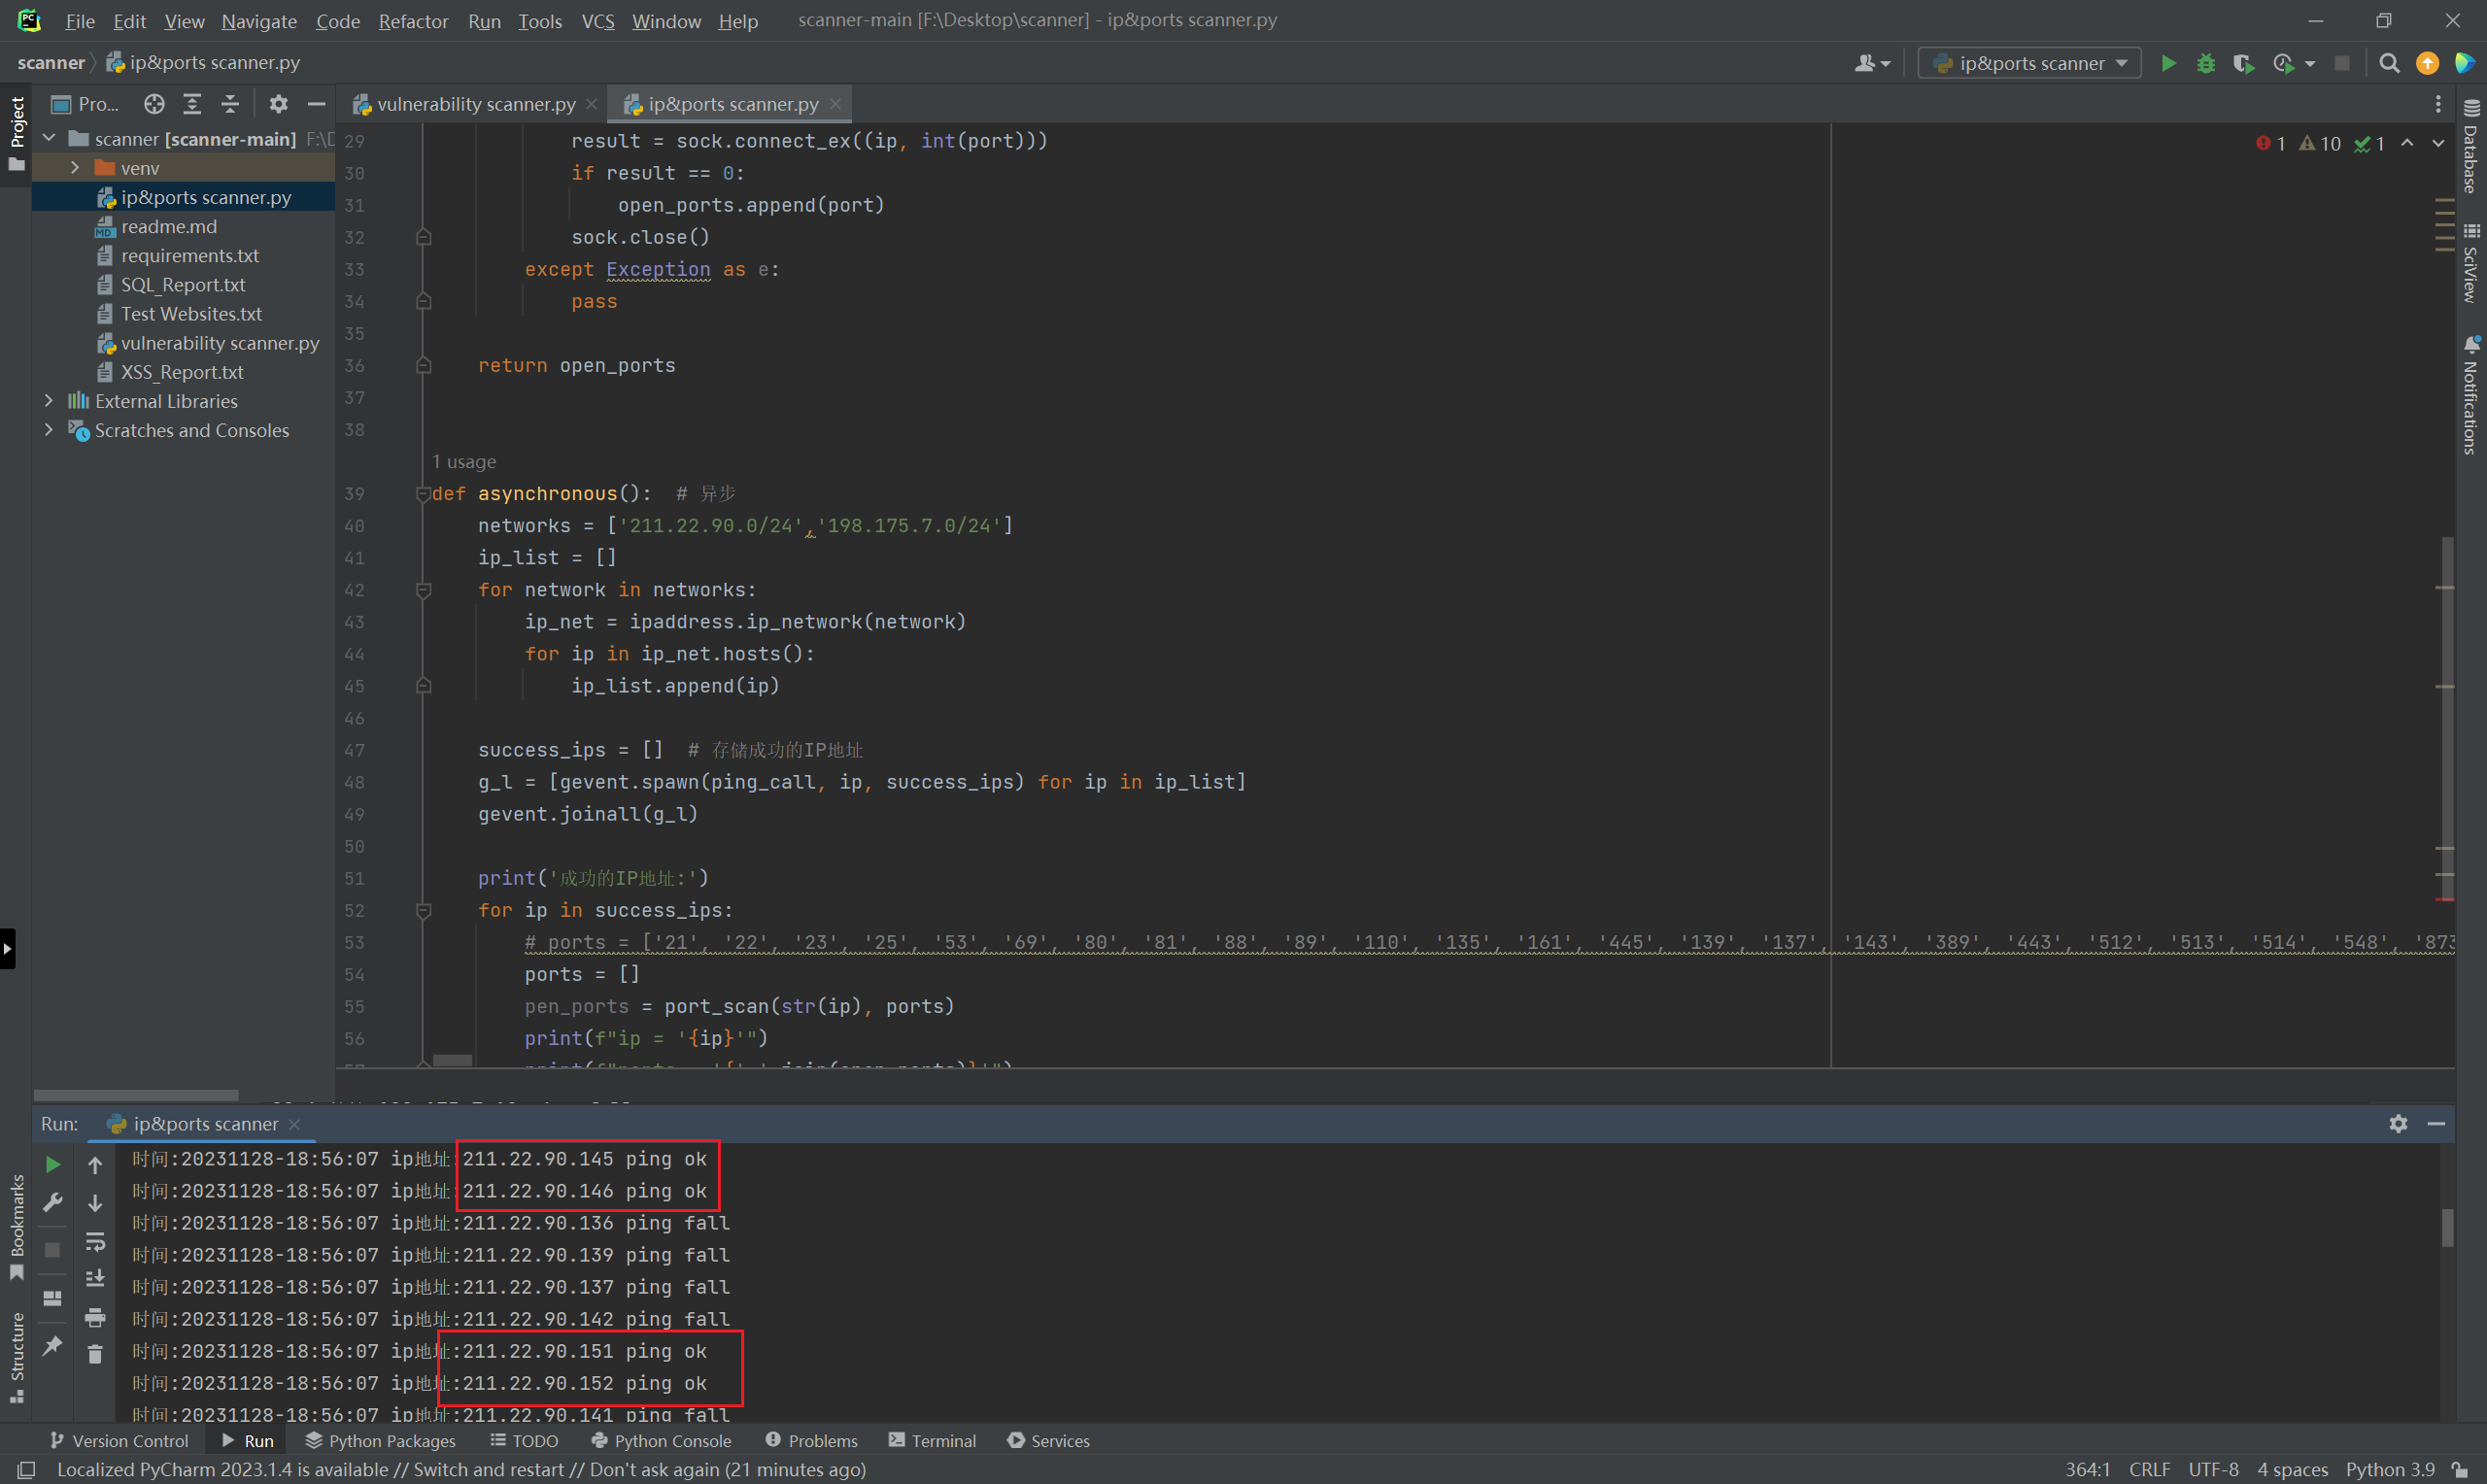 File Edit View Navigate Code Refactor Run Tools VCS Window Help scanner-main [F:\Desktop\scanner] - ip&ports scanner.py
scanner ip&ports scanner.py ip&ports scanner
Project
Pro...
vulnerability scanner.py ip&ports scanner.py
scanner [scanner-main] F:\D
venv
ip&ports scanner.py
readme.md
requirements.txt
SQL_Report.txt
Test Websites.txt
vulnerability scanner.py
XSS_Report.txt
External Libraries
Scratches and Consoles
1 10 1
29 result = sock.connect_ex((ip, int(port)))
30 if result == 0:
31 open_ports.append(port)
32 sock.close()
33 except Exception as e:
34 pass
35
36 return open_ports
37
38
1 usage
39 def asynchronous():  # 异步
40 networks = ['211.22.90.0/24','198.175.7.0/24']
41 ip_list = []
42 for network in networks:
43 ip_net = ipaddress.ip_network(network)
44 for ip in ip_net.hosts():
45 ip_list.append(ip)
46
47 success_ips = []  # 存储成功的IP地址
48 g_l = [gevent.spawn(ping_call, ip, success_ips) for ip in ip_list]
49 gevent.joinall(g_l)
50
51 print('成功的IP地址:')
52 for ip in success_ips:
53 # ports = ['21', '22', '23', '25', '53', '69', '80', '81', '88', '89', '110', '135', '161', '445', '139', '137', '143', '389', '443', '512', '513', '514', '548', '873
54 ports = []
55 pen_ports = port_scan(str(ip), ports)
56 print(f"ip = '{ip}'")
Database
SciView
Notifications
Run: ip&ports scanner
时间:20231128-18:56:07 ip地址:211.22.90.145 ping ok
时间:20231128-18:56:07 ip地址:211.22.90.146 ping ok
时间:20231128-18:56:07 ip地址:211.22.90.136 ping fall
时间:20231128-18:56:07 ip地址:211.22.90.139 ping fall
时间:20231128-18:56:07 ip地址:211.22.90.137 ping fall
时间:20231128-18:56:07 ip地址:211.22.90.142 ping fall
时间:20231128-18:56:07 ip地址:211.22.90.151 ping ok
时间:20231128-18:56:07 ip地址:211.22.90.152 ping ok
时间:20231128-18:56:07 ip地址:211.22.90.141 ping fall
Bookmarks
Structure
Version Control Run Python Packages TODO Python Console Problems Terminal Services
Localized PyCharm 2023.1.4 is available // Switch and restart // Don't ask again (21 minutes ago) 364:1 CRLF UTF-8 4 spaces Python 3.9